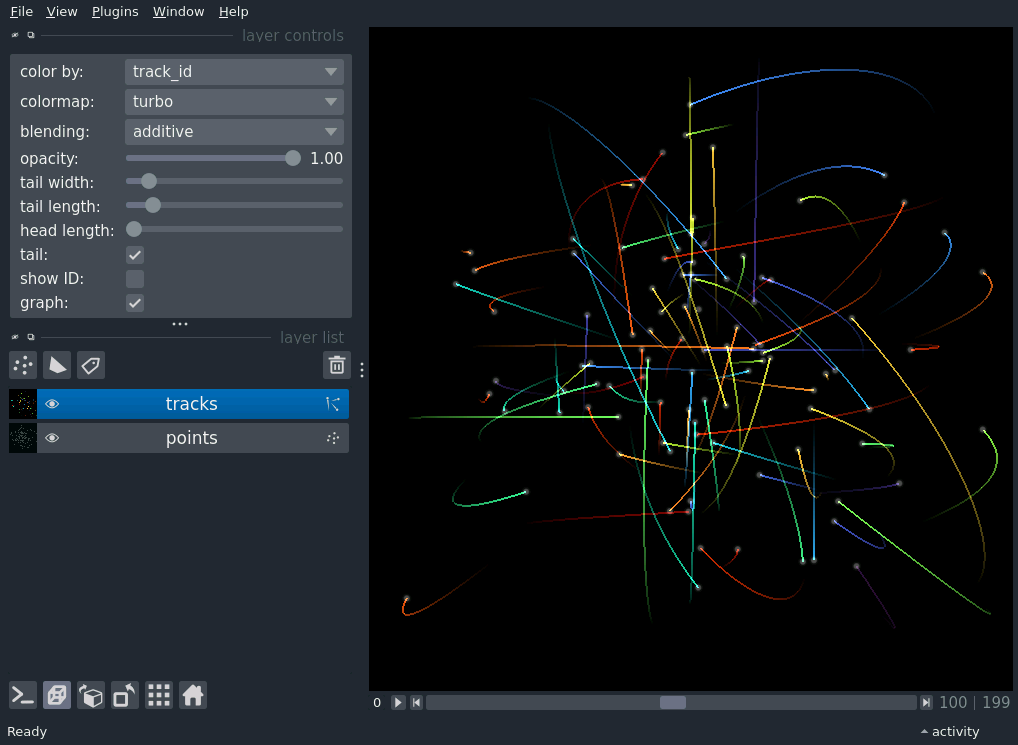 File View Plugins Window Help
layer controls
color by: track_id
colormap: turbo
blending: additive
opacity: 1.00
tail width:
tail length:
head length:
tail:
show ID:
graph:
layer list
tracks
points
0 100 | 199
Ready activity